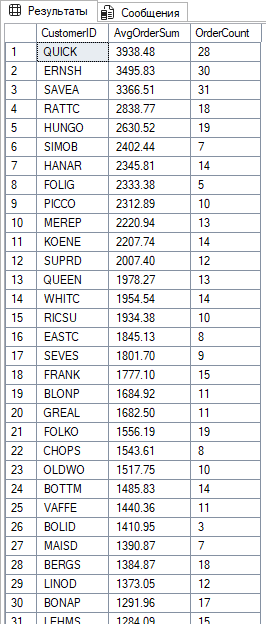 Результаты Сообщения
CustomerID AvgOrderSum OrderCount
1 QUICK 3938.48 28
2 ERNSH 3495.83 30
3 SAVEA 3366.51 31
4 RATTC 2838.77 18
5 HUNGO 2630.52 19
6 SIMOB 2402.44 7
7 HANAR 2345.81 14
8 FOLIG 2333.38 5
9 PICCO 2312.89 10
10 MEREP 2220.94 13
11 KOENE 2207.74 14
12 SUPRD 2007.40 12
13 QUEEN 1978.27 13
14 WHITC 1954.54 14
15 RICSU 1934.38 10
16 EASTC 1845.13 8
17 SEVES 1801.70 9
18 FRANK 1777.10 15
19 BLONP 1684.92 11
20 GREAL 1682.50 11
21 FOLKO 1556.19 19
22 CHOPS 1543.61 8
23 OLDWO 1517.75 10
24 BOTTM 1485.83 14
25 VAFFE 1440.36 11
26 BOLID 1410.95 3
27 MAISD 1390.87 7
28 BERGS 1384.87 18
29 LINOD 1373.05 12
30 BONAP 1291.96 17
31 LEHMS 1284.09 15